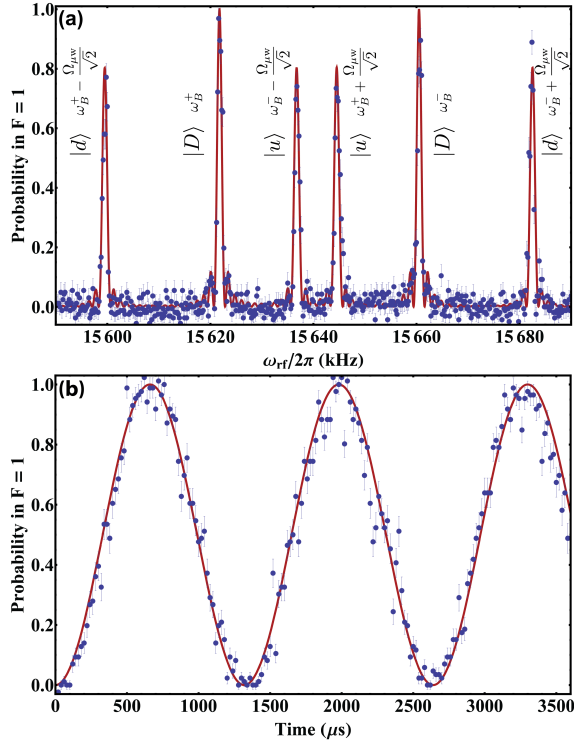 (a)
|d⟩ ω_B^+ − Ω_μw/√2
|D⟩ ω_B^+
|u⟩ ω_B^- − Ω_μw/√2
|u⟩ ω_B^+ + Ω_μw/√2
|D⟩ ω_B^-
|d⟩ ω_B^- + Ω_μw/√2
Probability in F = 1
1.0
0.8
0.6
0.4
0.2
0.0
15 600 15 620 15 640 15 660 15 680
ω_rf/2π (kHz)
(b)
Probability in F = 1
1.0
0.8
0.6
0.4
0.2
0.0
0 500 1000 1500 2000 2500 3000 3500
Time (μs)